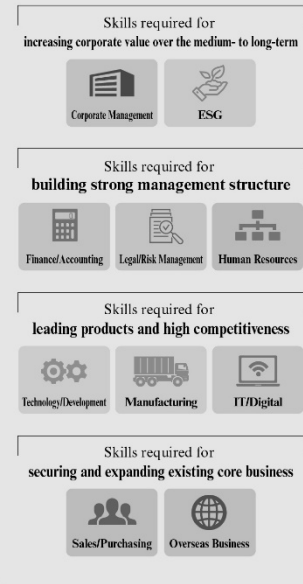 Skills required for
increasing corporate value over the medium- to long-term
Corporate Management
ESG
Skills required for
building strong management structure
Finance/Accounting
Legal/Risk Management
Human Resources
Skills required for
leading products and high competitiveness
Technology/Development
Manufacturing
IT/Digital
Skills required for
securing and expanding existing core business
Sales/Purchasing
Overseas Business